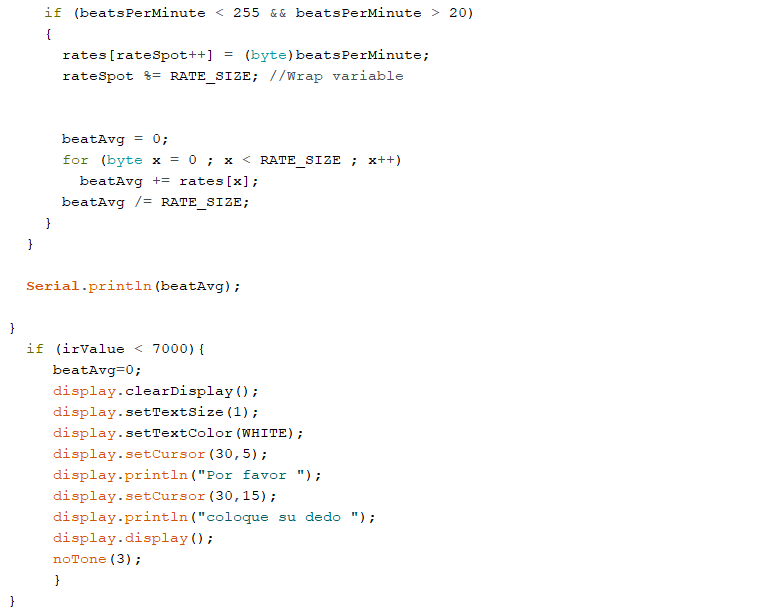 if (beatsPerMinute < 255 && beatsPerMinute > 20)
{
rates[rateSpot++] = (byte)beatsPerMinute;
rateSpot %= RATE_SIZE; //Wrap variable
beatAvg = 0;
for (byte x = 0 ; x < RATE_SIZE ; x++)
beatAvg += rates[x];
beatAvg /= RATE_SIZE;
}
}
Serial.println(beatAvg);
}
if (irValue < 7000){
beatAvg=0;
display.clearDisplay();
display.setTextSize(1);
display.setTextColor(WHITE);
display.setCursor(30,5);
display.println("Por favor ");
display.setCursor(30,15);
display.println("coloque su dedo ");
display.display();
noTone(3);
}
}